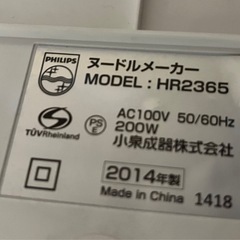 PHILIPS
ヌードルメーカー
MODEL : HR2365
TÜVRheinland
PS
E
AC100V 50/60Hz
200W
小泉成器株式会社
2014年製
Made in China 1418